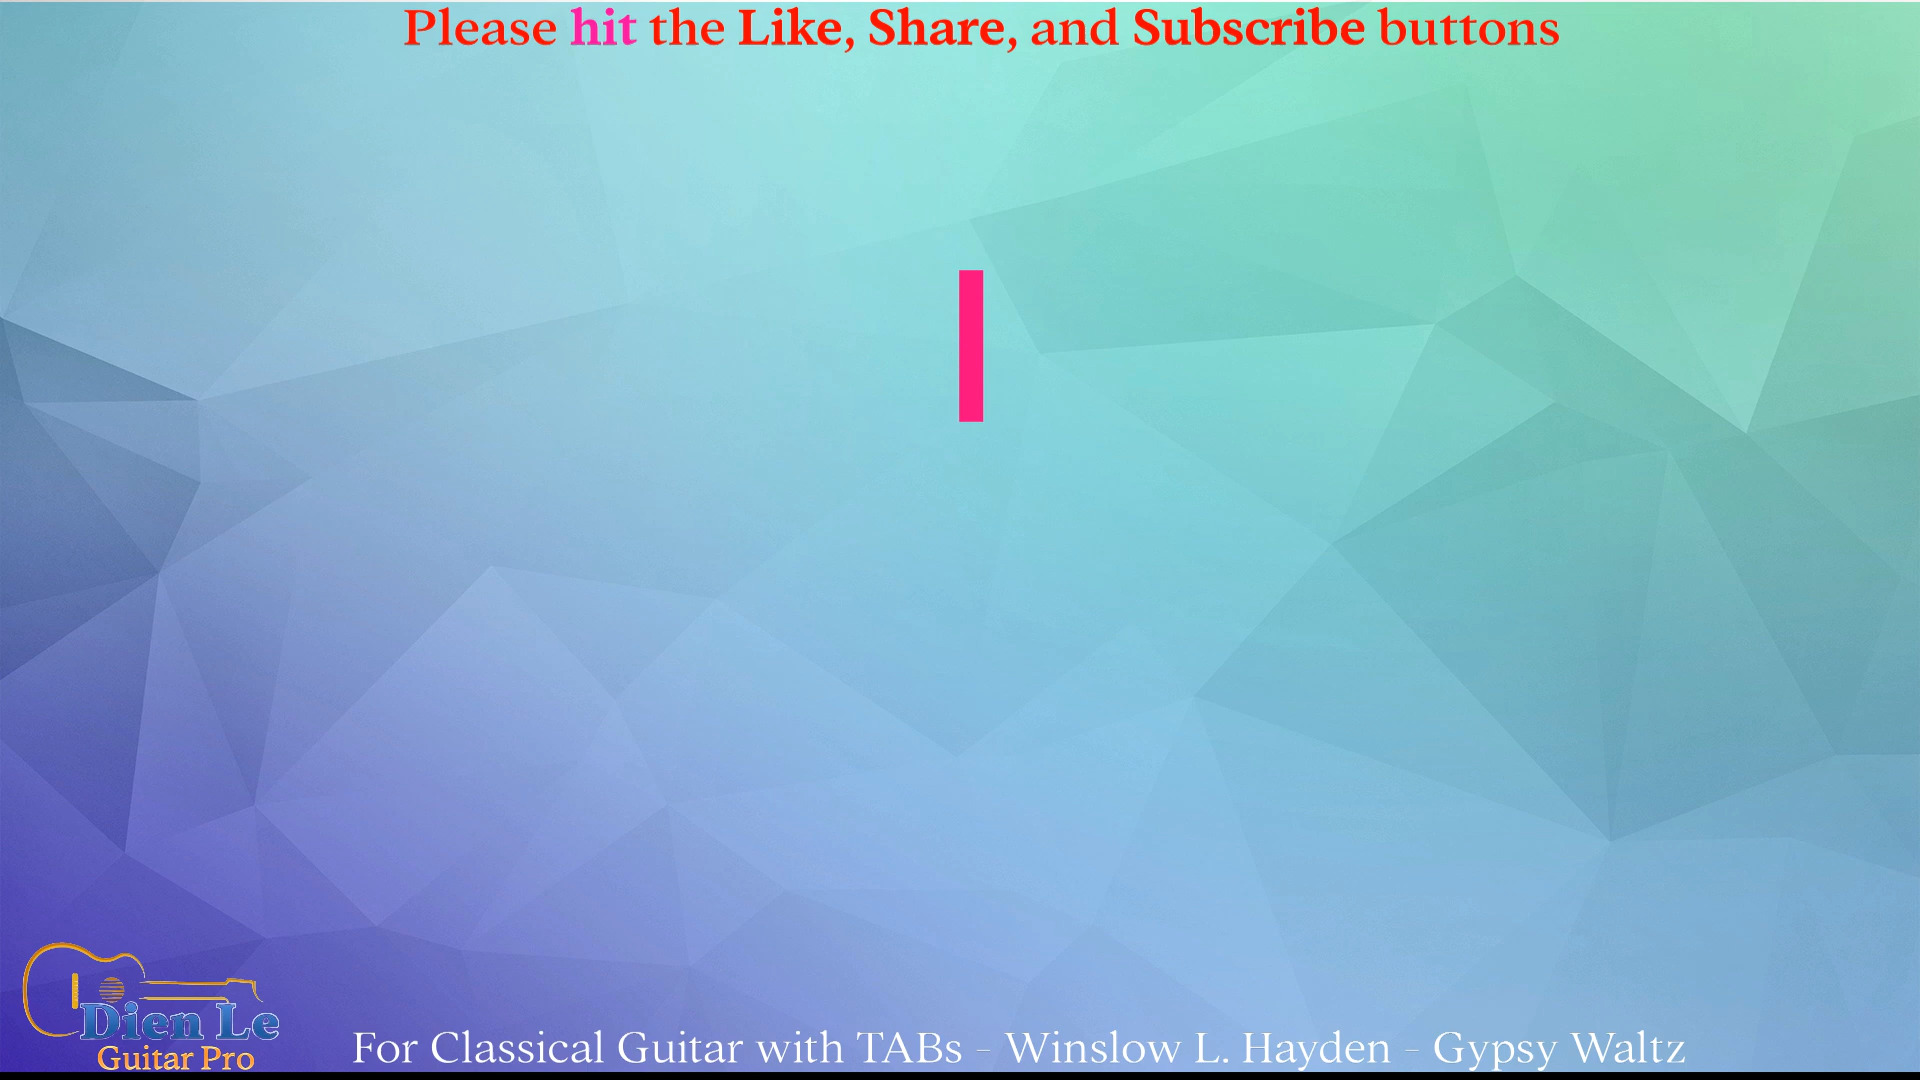 Please hit the Like, Share, and Subscribe buttons
Dien Le
Guitar Pro
For Classical Guitar with TABs - Winslow L. Hayden - Gypsy Waltz